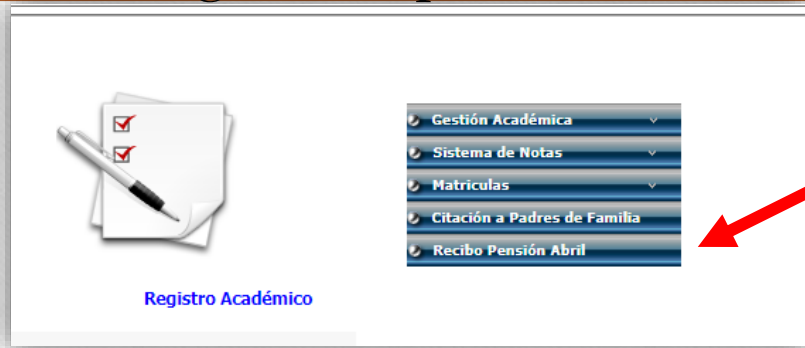 Gestión Académica
Sistema de Notas
Matriculas
Citación a Padres de Familia
Recibo Pensión Abril
Registro Académico